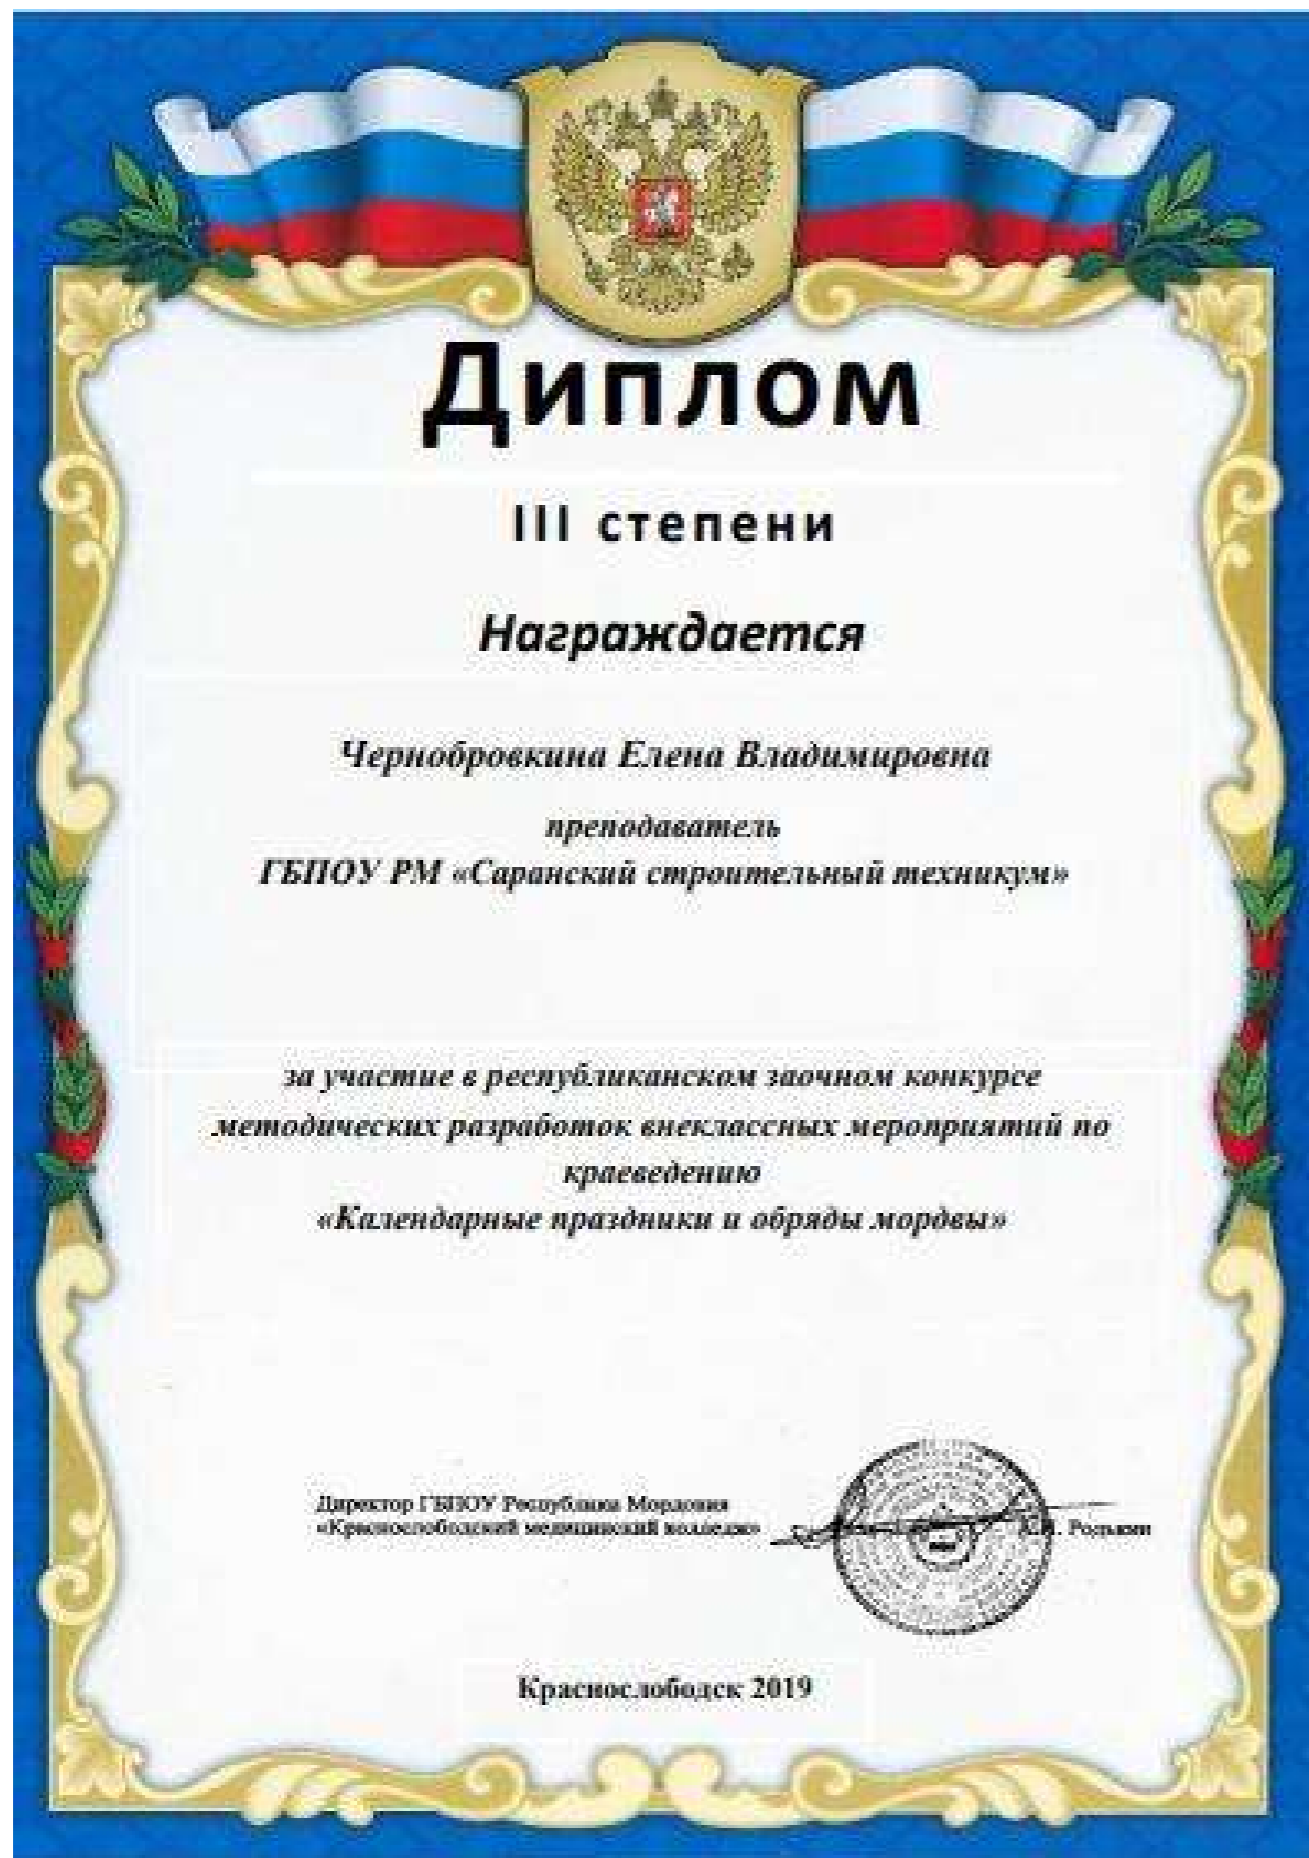 Диплом
III степени
Награждается
Чернобровкина Елена Владимировна
преподаватель
ГБПОУ РМ «Саранский строительный техникум»
за участие в республиканском заочном конкурсе
методических разработок внеклассных мероприятий по
краеведению
«Календарные праздники и обряды мордвы»
Директор ГБПОУ Республики Мордовия
«Краснослободский медицинский колледж» Родькин
Краснослободск 2019